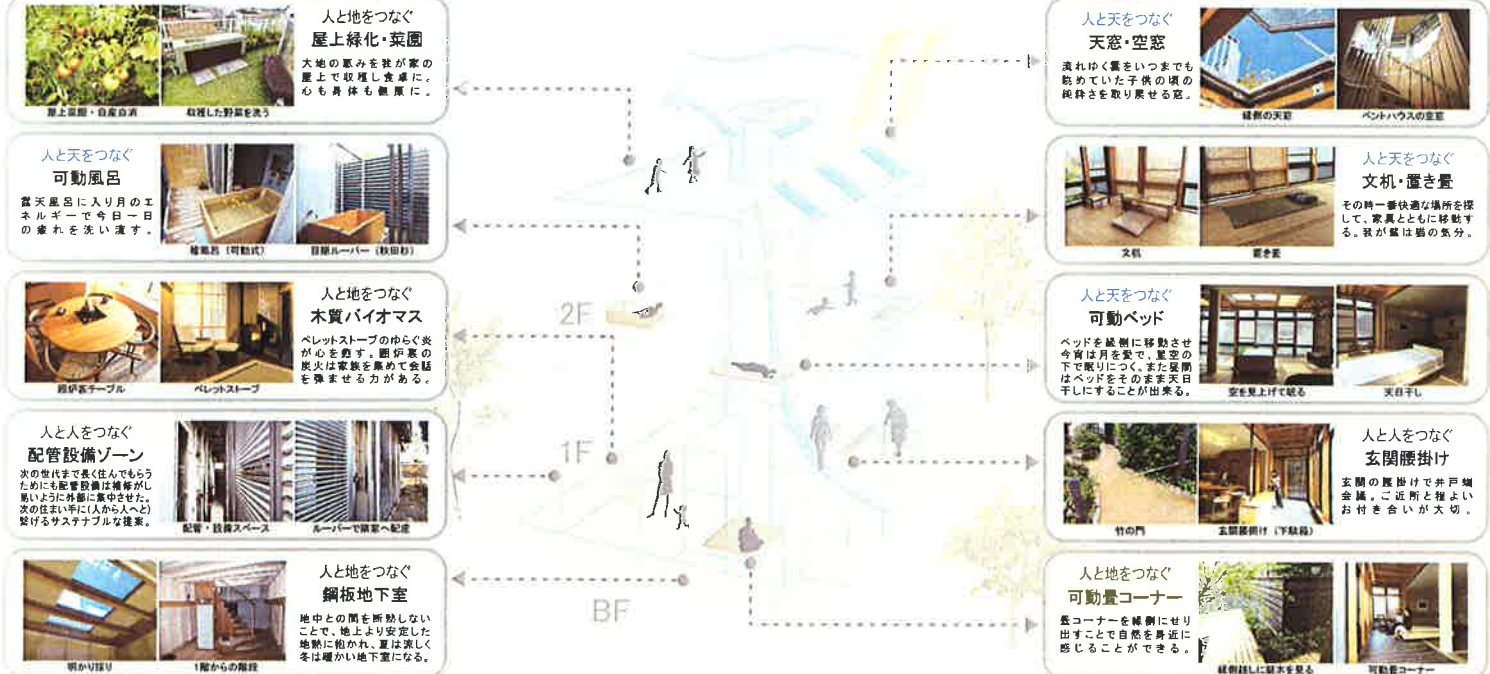 人と地をつなぐ
屋上緑化・菜園
大地の恵みを我が家の
屋上で収穫し食卓に。
心も身体も健康に。
屋上菜園・自産自消
収穫した野菜を洗う
人と天をつなぐ
可動風呂
露天風呂に入り月のエ
ネルギーで今日一日
の疲れを洗い流す。
檜風呂（可動式）
目隠ルーバー（秋田杉）
人と地をつなぐ
木質バイオマス
ペレットストーブのゆらぐ炎
が心を癒す。囲炉裏の
炭火は家族を集めて会話
を弾ませる力がある。
囲炉裏テーブル
ペレットストーブ
人と人をつなぐ
配管設備ゾーン
次の世代まで長く住んでもらう
ためにも配管設備は補修がし
易いように外部に集中させた。
次の住まい手に（人から人へと）
繋げるサステナブルな提案。
配管・設備スペース
ルーバーで隣家へ配慮
人と地をつなぐ
鋼板地下室
地中との間を断熱しない
ことで、地上より安定した
地熱に抱かれ、夏は涼しく
冬は暖かい地下室になる。
明かり採り
1階からの階段
2F
1F
BF
人と天をつなぐ
天窓・空窓
流れゆく雲をいつまでも
眺めていた子供の頃の
純粋さを取り戻せる窓。
縁側の天窓
ペントハウスの空窓
人と天をつなぐ
文机・置き畳
その時一番快適な場所を探
して、家具とともに移動す
る。我が輩は猫の気分。
文机
置き畳
人と天をつなぐ
可動ベッド
ベッドを縁側に移動させ
今宵は月を愛で、星空の
下で眠りにつく。また昼間
はベッドをそのまま天日
干しにすることが出来る。
空を見上げて眠る
天日干し
人と人をつなぐ
玄関腰掛け
玄関の腰掛けで井戸端
会議。ご近所と程よい
お付き合いが大切。
竹の門
玄関腰掛け（下駄箱）
人と地をつなぐ
可動畳コーナー
畳コーナーを縁側にせり
出すことで自然を身近に
感じることができる。
縁側越しに庭木を見る
可動畳コーナー